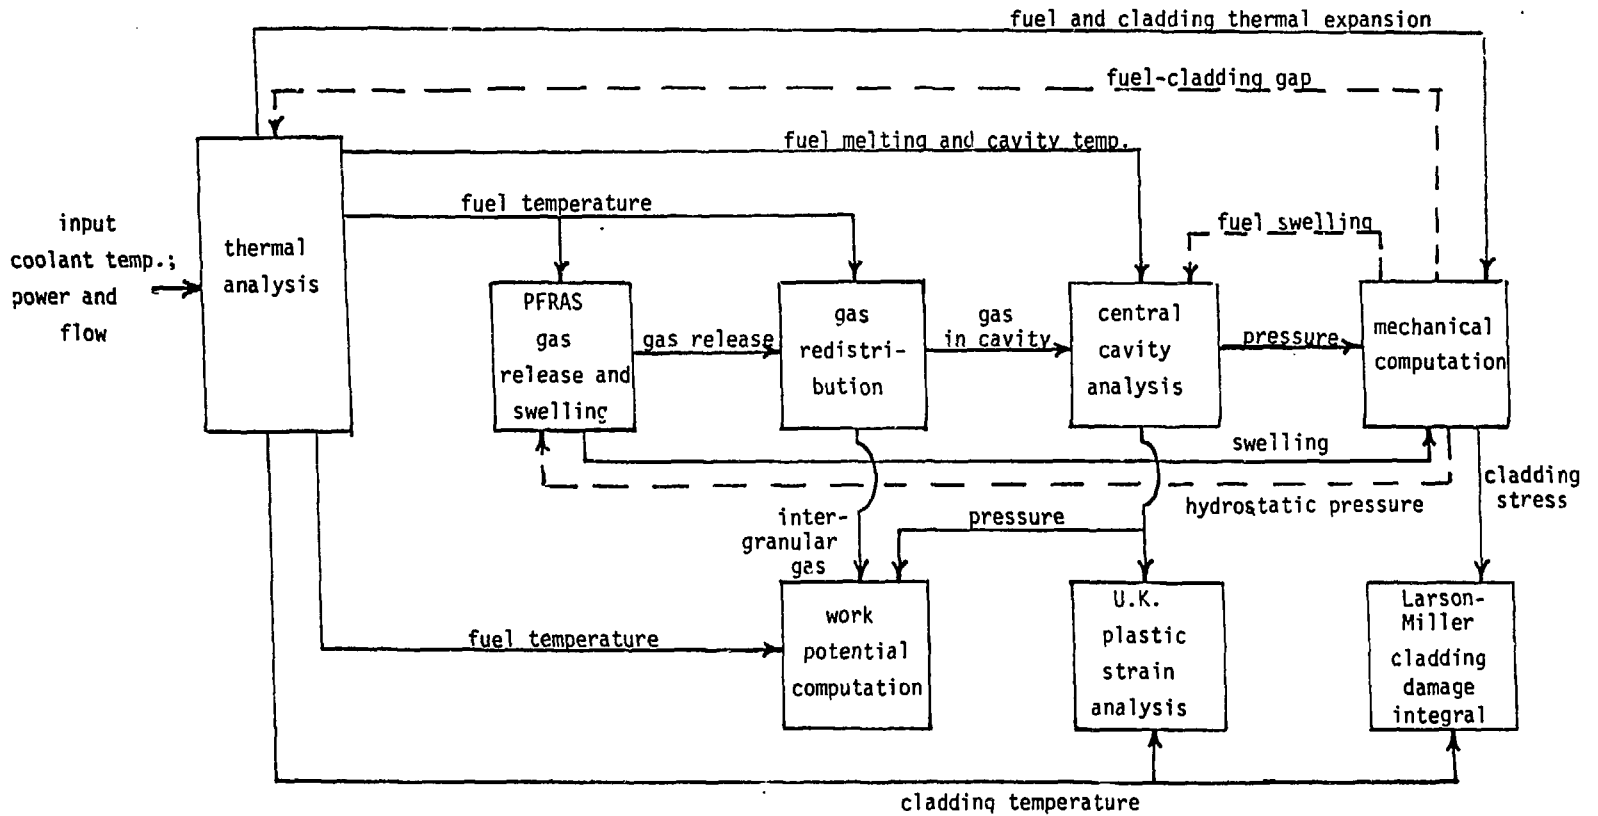 fuel and cladding thermal expansion
fuel-cladding gap
fuel melting and cavity temp.
fuel temperature
fuel swelling
input
coolant temp.;
power and
flow
thermal
analysis
PFRAS
gas
release and
swelling
gas release
gas
redistri-
bution
gas
in cavity
central
cavity
analysis
pressure
mechanical
computation
swelling
hydrostatic pressure
cladding
stress
inter-
granular
gas
pressure
fuel temperature
work
potential
computation
U.K.
plastic
strain
analysis
Larson-
Miller
cladding
damage
integral
cladding temperature